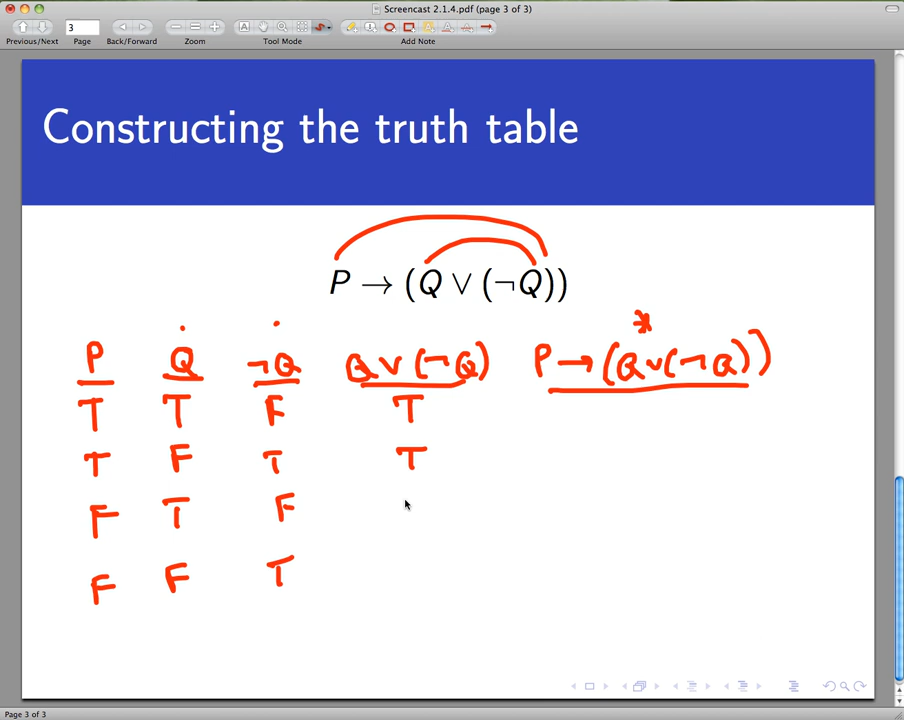 Screencast 2.1.4.pdf (page 3 of 3)
3
Previous/Next Page Back/Forward Zoom Tool Mode Add Note
Constructing the truth table
P → (Q ∨ (¬Q))
*
P Q ¬Q Q ∨ (¬Q) P → (Q ∨ (¬Q))
T T F T
T F T T
F T F
F F T
Page 3 of 3